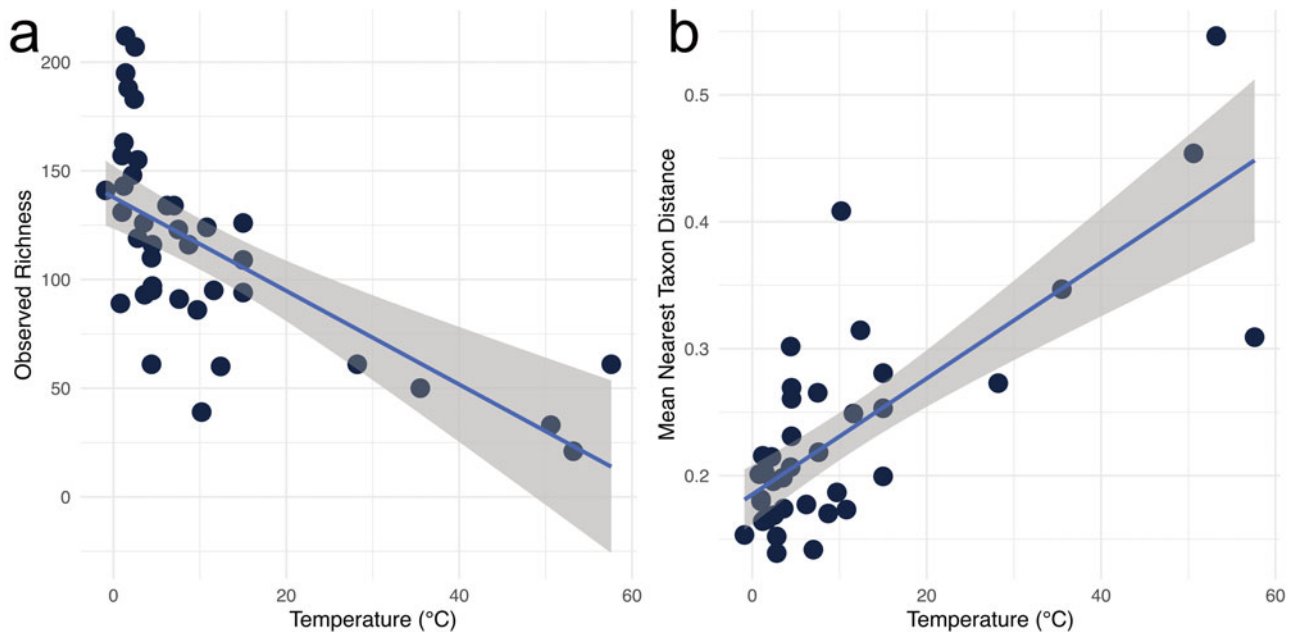 a
Observed Richness
200
150
100
50
0
0 20 40 60
Temperature (°C)
b
Mean Nearest Taxon Distance
0.5
0.4
0.3
0.2
0 20 40 60
Temperature (°C)